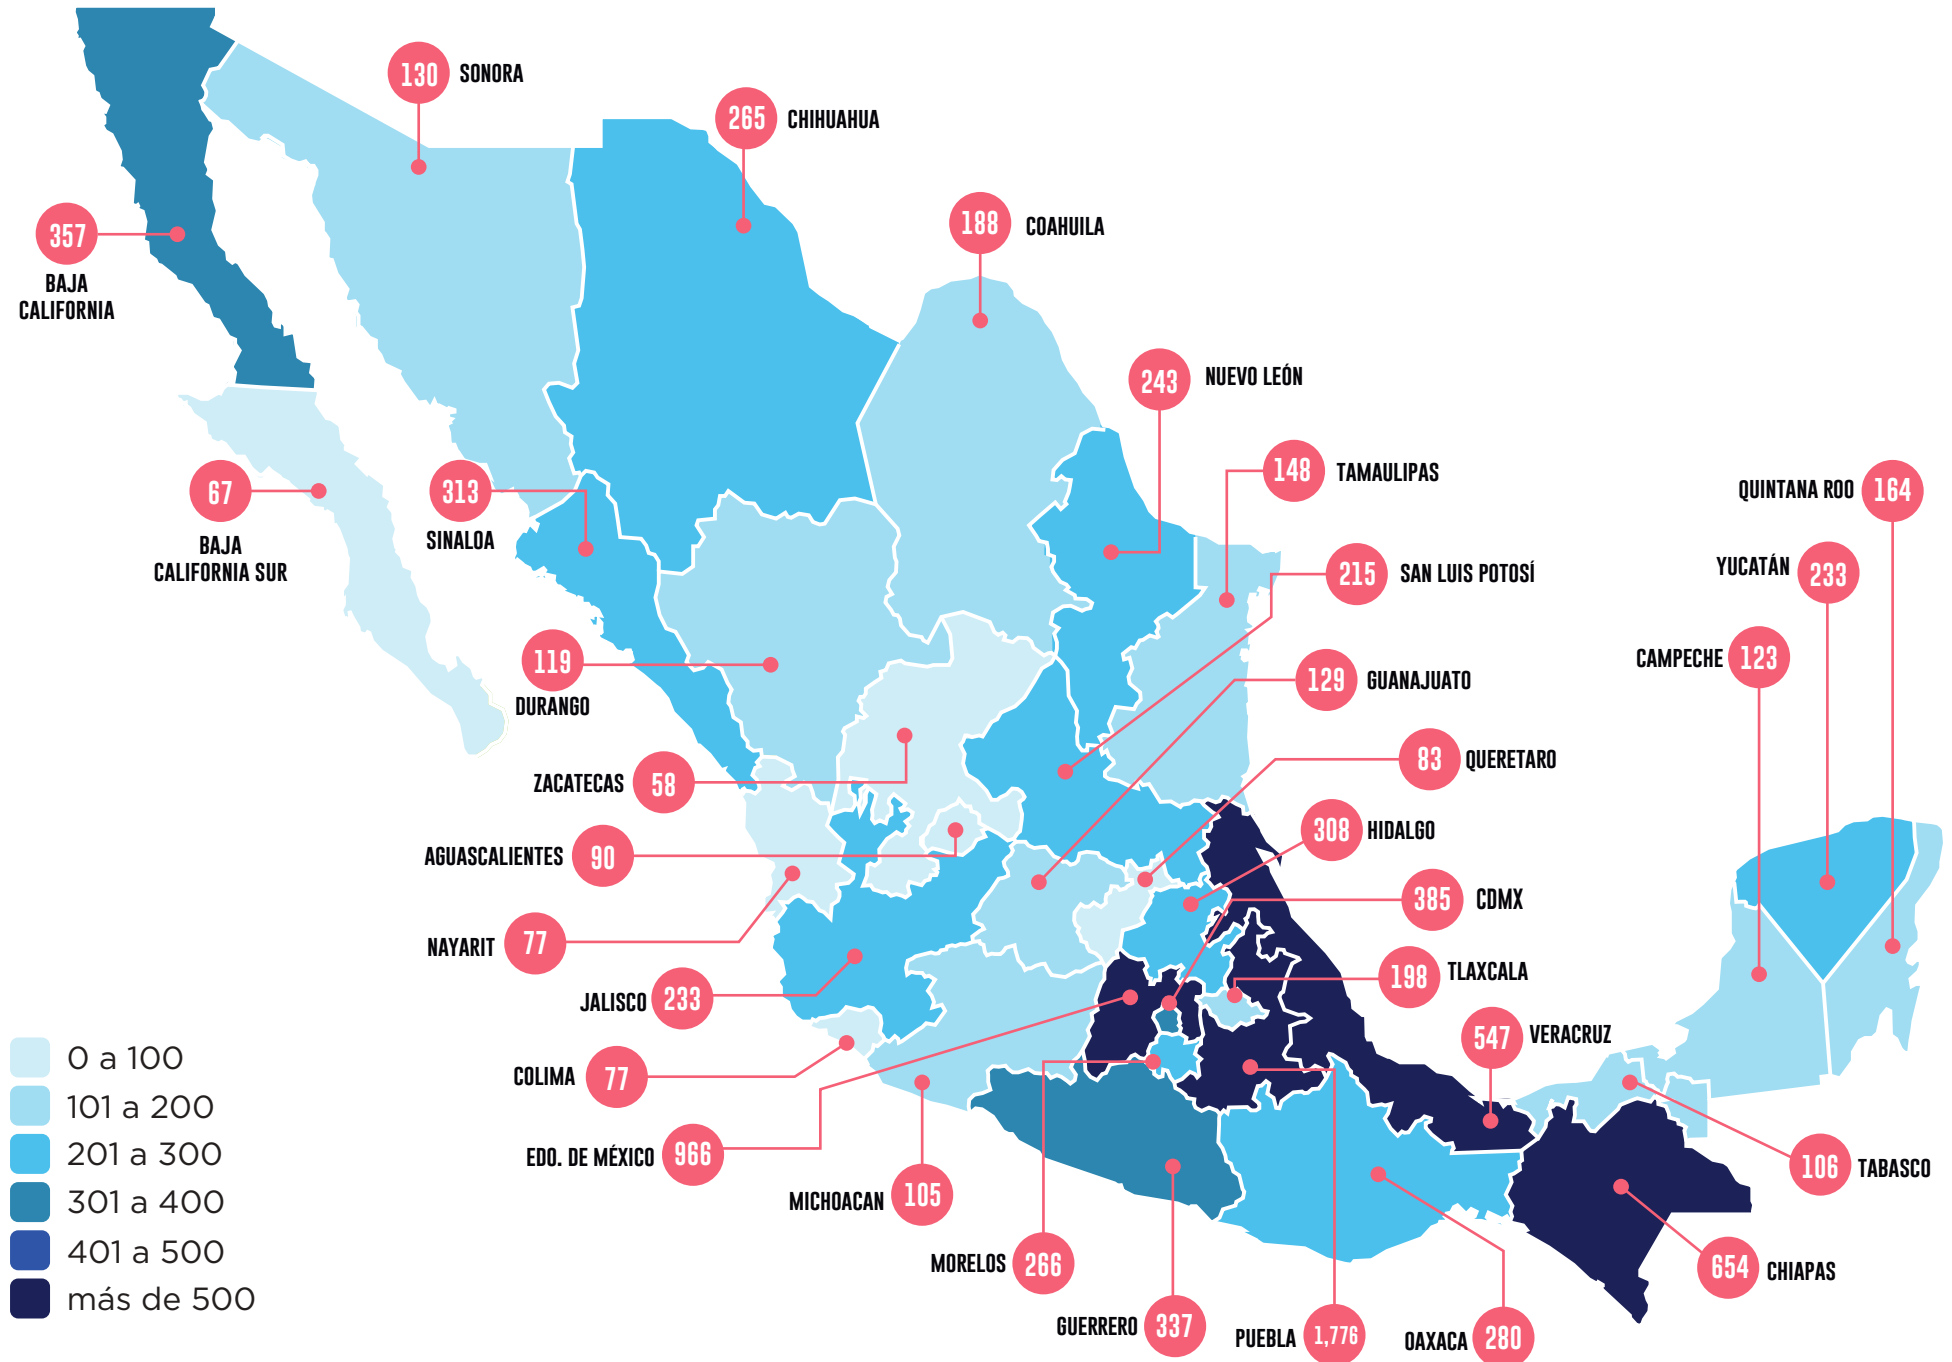 130 SONORA
265 CHIHUAHUA
188 COAHUILA
357
BAJA
CALIFORNIA
243 NUEVO LEÓN
148 TAMAULIPAS
67
BAJA
CALIFORNIA SUR
313
SINALOA
QUINTANA ROO 164
215 SAN LUIS POTOSÍ
YUCATÁN 233
119
DURANGO
129 GUANAJUATO
CAMPECHE 123
ZACATECAS 58
83 QUERETARO
AGUASCALIENTES 90
308 HIDALGO
385 CDMX
NAYARIT 77
198 TLAXCALA
JALISCO 233
547 VERACRUZ
COLIMA 77
EDO. DE MÉXICO 966
MICHOACAN 105
106 TABASCO
MORELOS 266
654 CHIAPAS
GUERRERO 337
PUEBLA 1,776
OAXACA 280
0 a 100
101 a 200
201 a 300
301 a 400
401 a 500
más de 500